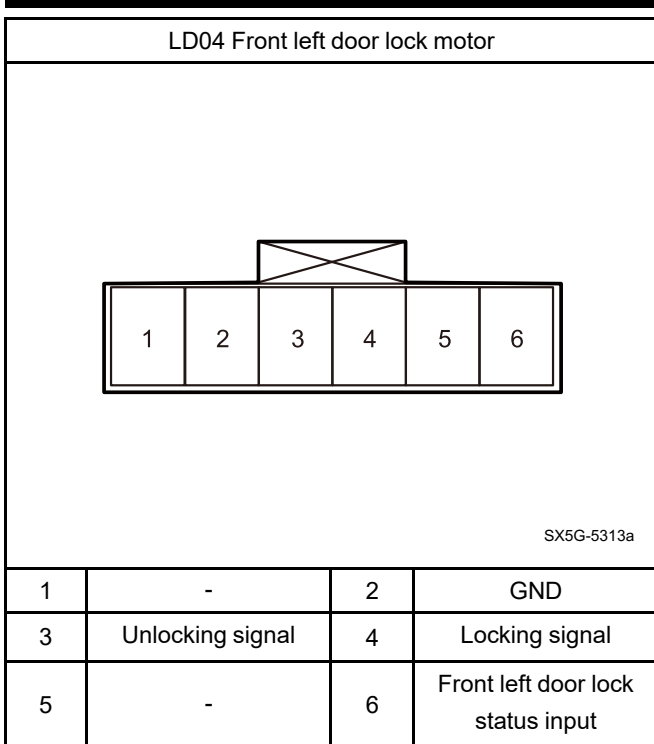 LD04 Front left door lock motor
1 2 3 4 5 6
SX5G-5313a
1 - 2 GND
3 Unlocking signal 4 Locking signal
5 - 6 Front left door lock
status input